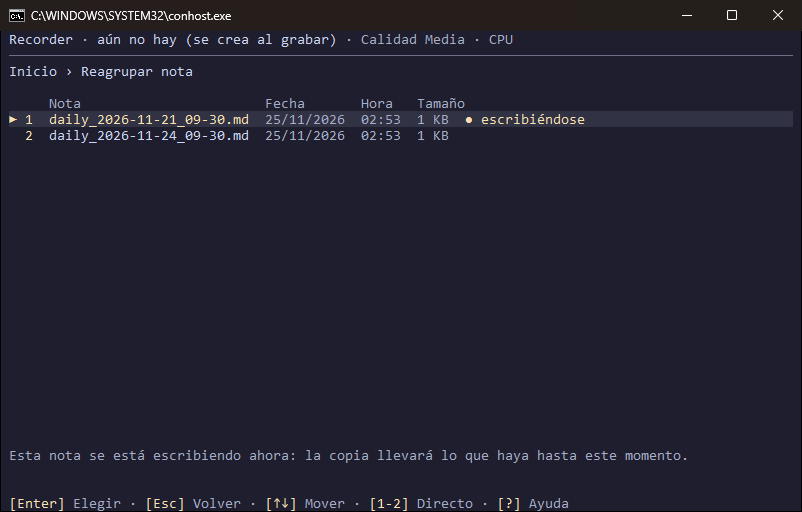 C:\WINDOWS\SYSTEM32\conhost.exe
Recorder · aún no hay (se crea al grabar) · Calidad Media · CPU
Inicio › Reagrupar nota
Nota Fecha Hora Tamaño
► 1 daily_2026-11-21_09-30.md 25/11/2026 02:53 1 KB ● escribiéndose
2 daily_2026-11-24_09-30.md 25/11/2026 02:53 1 KB
Esta nota se está escribiendo ahora: la copia llevará lo que haya hasta este momento.
[Enter] Elegir · [Esc] Volver · [↑↓] Mover · [1-2] Directo · [?] Ayuda